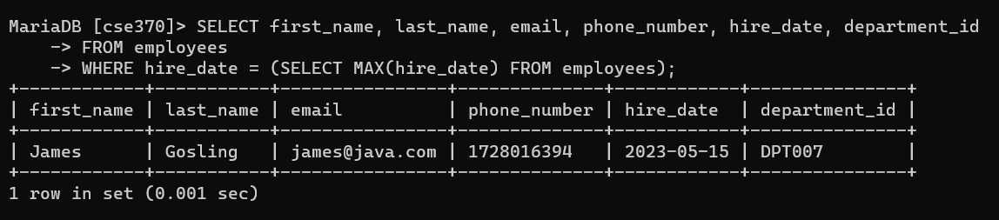 MariaDB [cse370]> SELECT first_name, last_name, email, phone_number, hire_date, department_id
    -> FROM employees
    -> WHERE hire_date = (SELECT MAX(hire_date) FROM employees);
+------------+-----------+----------------+--------------+------------+---------------+
| first_name | last_name | email          | phone_number | hire_date  | department_id |
+------------+-----------+----------------+--------------+------------+---------------+
| James      | Gosling   | james@java.com | 1728016394   | 2023-05-15 | DPT007        |
+------------+-----------+----------------+--------------+------------+---------------+
1 row in set (0.001 sec)